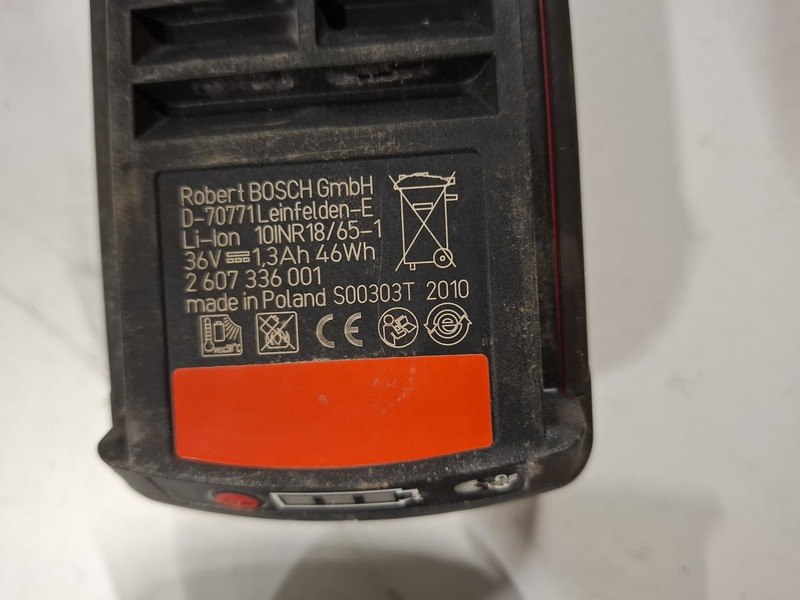 Robert BOSCH GmbH
D-70771 Leinfelden-E
Li-Ion 10INR18/65-1
36V 1,3Ah 46Wh
2 607 336 001
made in Poland S00303T 2010
CE